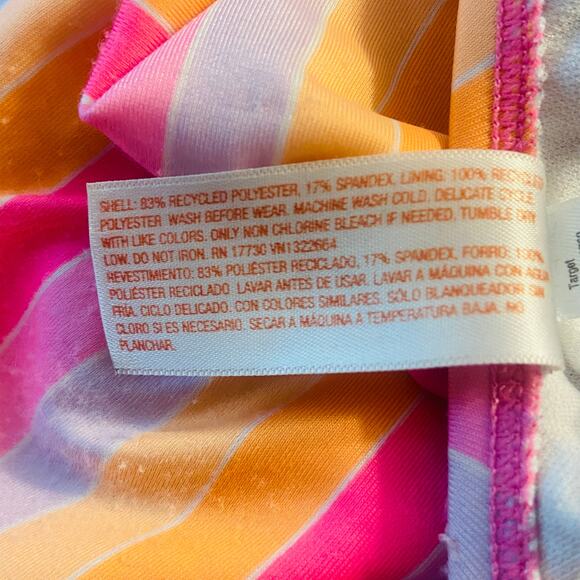 SHELL: 83% RECYCLED POLYESTER, 17% SPANDEX, LINING: 100% RECYCLED
POLYESTER WASH BEFORE WEAR. MACHINE WASH COLD, DELICATE CYCLE
WITH LIKE COLORS. ONLY NON CHLORINE BLEACH IF NEEDED, TUMBLE DRY
LOW. DO NOT IRON. RN 17730 VN1322664
REVESTIMIENTO: 83% POLIÉSTER RECICLADO, 17% SPANDEX, FORRO: 100%
POLIÉSTER RECICLADO. LAVAR ANTES DE USAR. LAVAR A MÁQUINA CON AGUA
FRÍA, CICLO DELICADO. CON COLORES SIMILARES. SÓLO BLANQUEADOR SIN
CLORO SI ES NECESARIO. SECAR A MÁQUINA A TEMPERATURA BAJA. NO
PLANCHAR.
Target